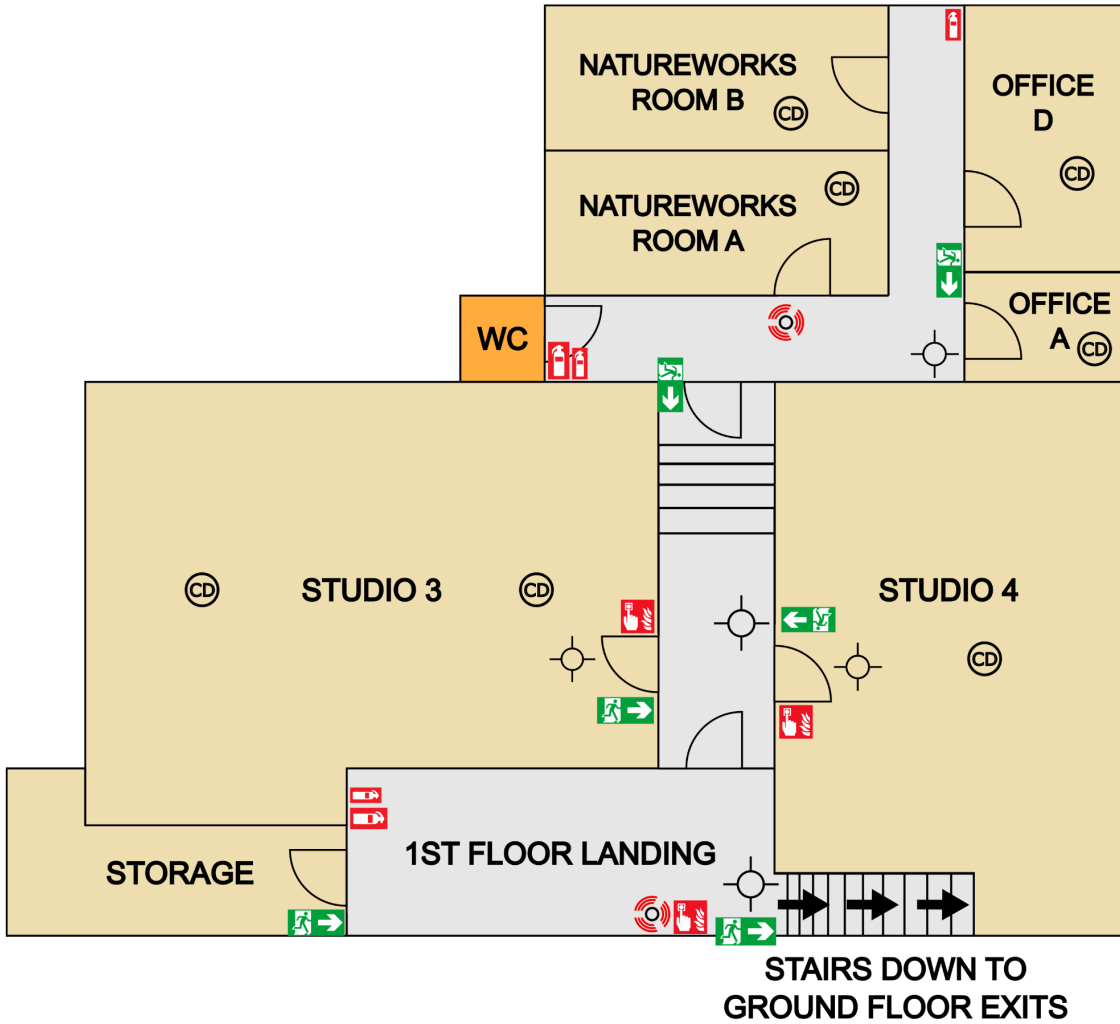 NATUREWORKS
ROOM B
CD
OFFICE
D
CD
NATUREWORKS
ROOM A
CD
OFFICE
A
CD
WC
STUDIO 3
CD
CD
STUDIO 4
CD
STORAGE
1ST FLOOR LANDING
STAIRS DOWN TO
GROUND FLOOR EXITS